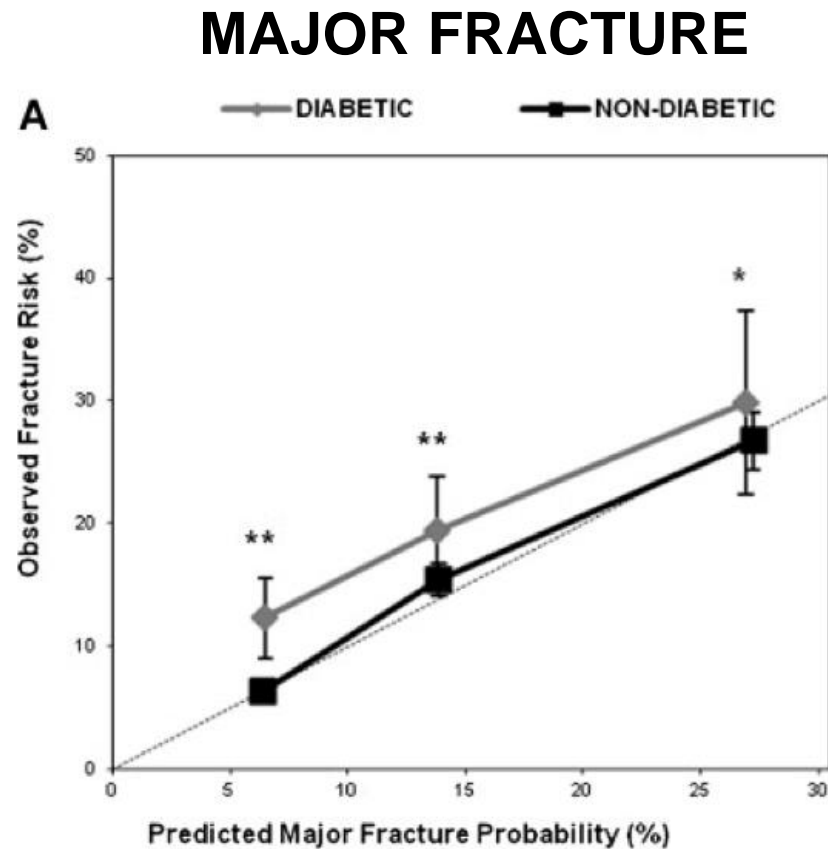 MAJOR FRACTURE
A
DIABETIC NON-DIABETIC
Observed Fracture Risk (%)
50
40
30
20
10
0
*
**
**
0 5 10 15 20 25 30
Predicted Major Fracture Probability (%)